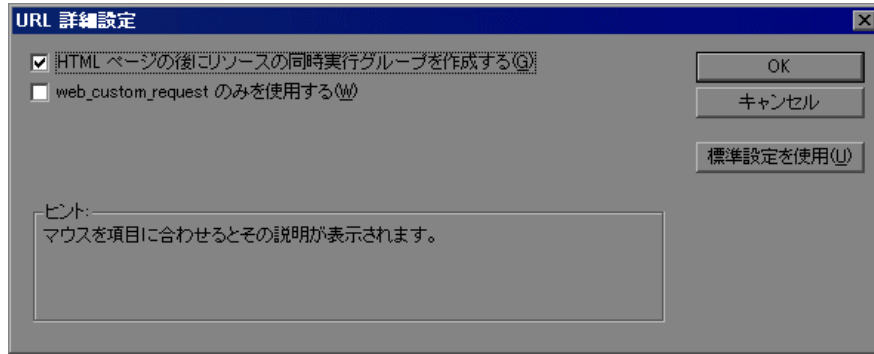 URL 詳細設定
HTML ページの後にリソースの同時実行グループを作成する(G)
web_custom_request のみを使用する(W)
OK
キャンセル
標準設定を使用(U)
ヒント:
マウスを項目に合わせるとその説明が表示されます。